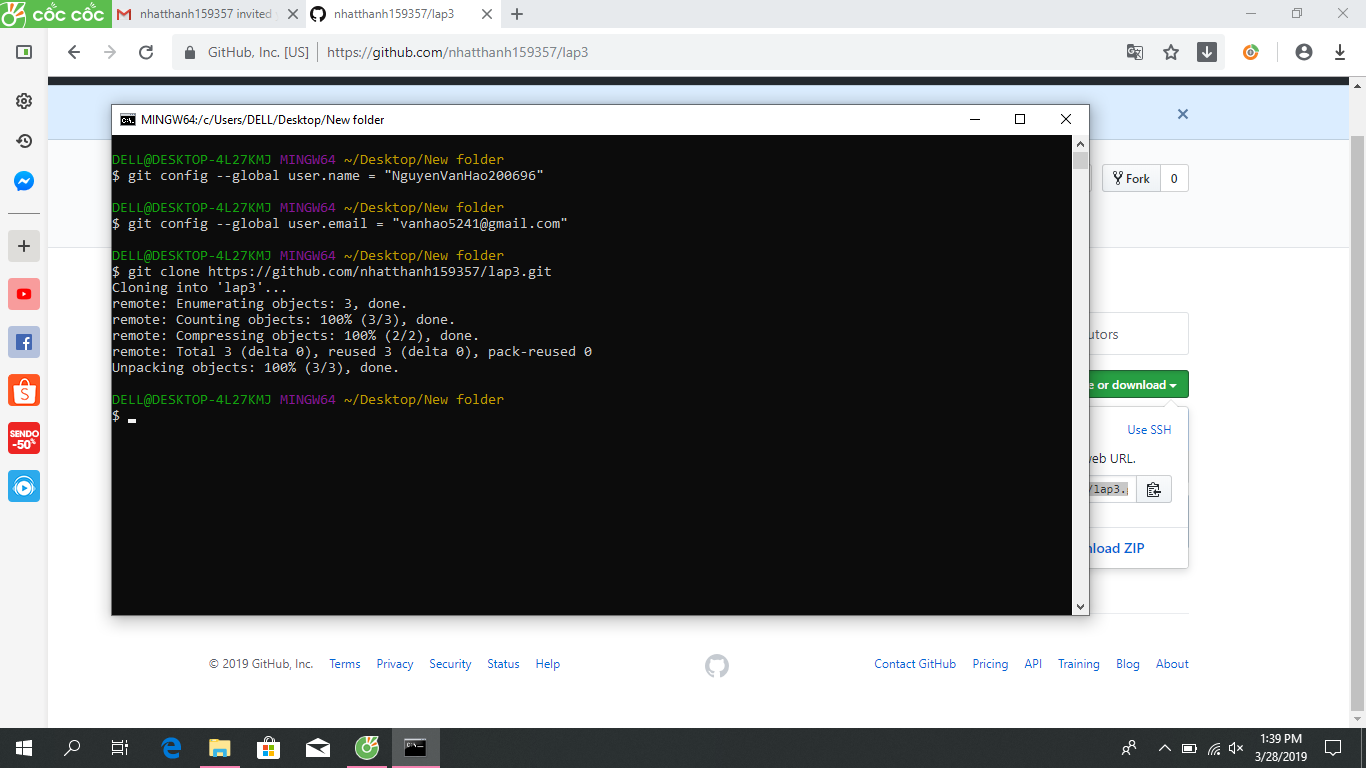 cốc cốc
nhatthanh159357 invited
nhatthanh159357/lap3
GitHub, Inc. [US]
https://github.com/nhatthanh159357/lap3
MINGW64:/c/Users/DELL/Desktop/New folder
DELL@DESKTOP-4L27KMJ MINGW64 ~/Desktop/New folder
$ git config --global user.name = "NguyenVanHao200696"
DELL@DESKTOP-4L27KMJ MINGW64 ~/Desktop/New folder
$ git config --global user.email = "vanhao5241@gmail.com"
DELL@DESKTOP-4L27KMJ MINGW64 ~/Desktop/New folder
$ git clone https://github.com/nhatthanh159357/lap3.git
Cloning into 'lap3'...
remote: Enumerating objects: 3, done.
remote: Counting objects: 100% (3/3), done.
remote: Compressing objects: 100% (2/2), done.
remote: Total 3 (delta 0), reused 3 (delta 0), pack-reused 0
Unpacking objects: 100% (3/3), done.
DELL@DESKTOP-4L27KMJ MINGW64 ~/Desktop/New folder
$
Fork 0
utors
e or download
Use SSH
web URL.
/lap3.
nload ZIP
SENDO
-50%
© 2019 GitHub, Inc. Terms Privacy Security Status Help
Contact GitHub Pricing API Training Blog About
1:39 PM
3/28/2019